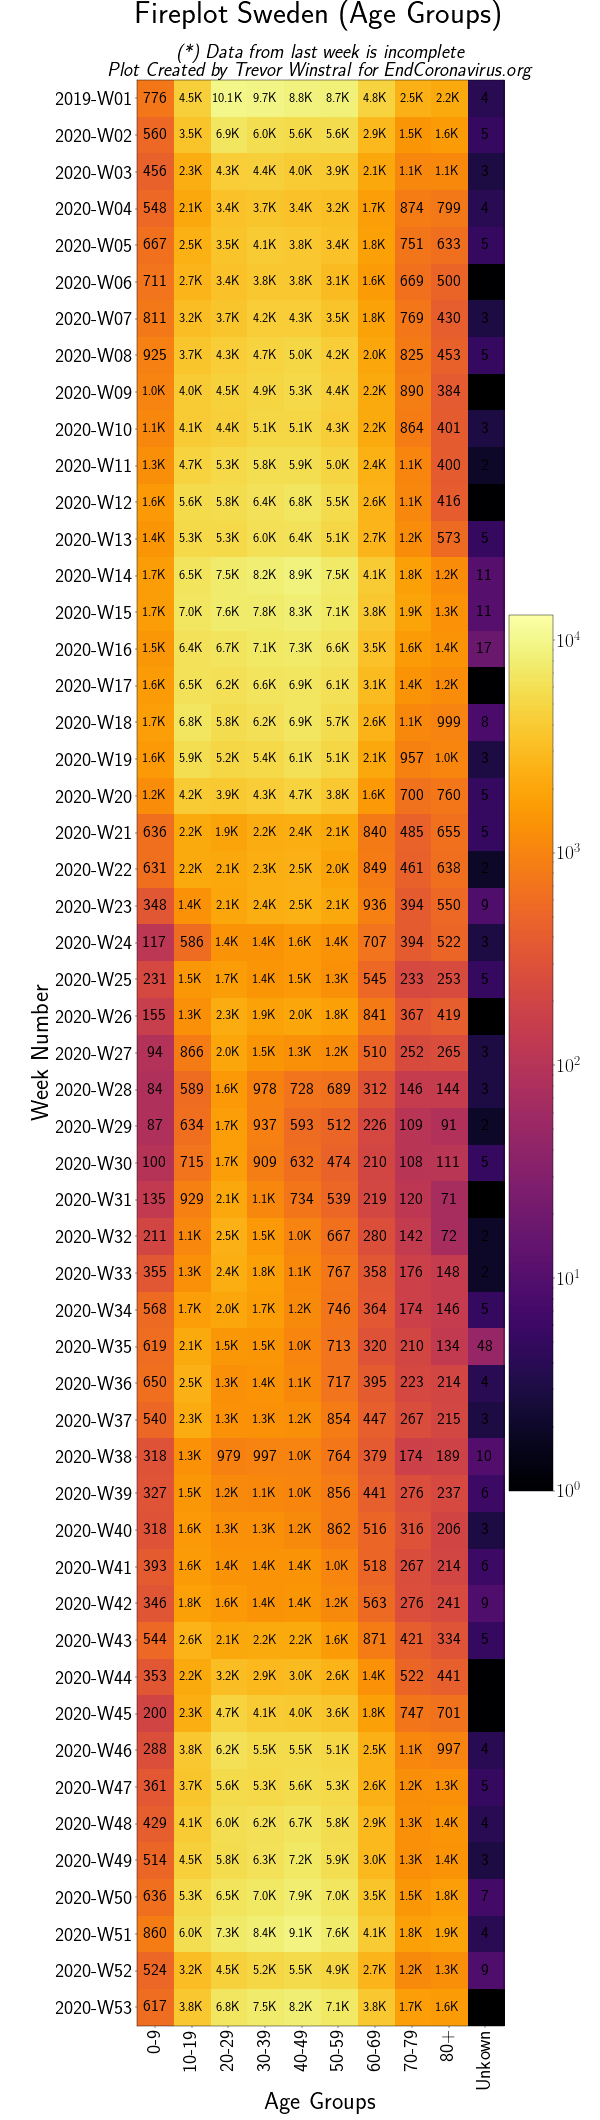 Fireplot Sweden (Age Groups)
(*) Data from last week is incomplete
Plot Created by Trevor Winstral for EndCoronavirus.org
2019-W01 776 4.5K 10.1K 9.7K 8.8K 8.7K 4.8K 2.5K 2.2K 4
2020-W02 560 3.5K 6.9K 6.0K 5.6K 5.6K 2.9K 1.5K 1.6K 5
2020-W03 456 2.3K 4.3K 4.4K 4.0K 3.9K 2.1K 1.1K 1.1K 3
2020-W04 548 2.1K 3.4K 3.7K 3.4K 3.2K 1.7K 874 799 4
2020-W05 667 2.5K 3.5K 4.1K 3.8K 3.4K 1.8K 751 633 5
2020-W06 711 2.7K 3.4K 3.8K 3.8K 3.1K 1.6K 669 500
2020-W07 811 3.2K 3.7K 4.2K 4.3K 3.5K 1.8K 769 430 3
2020-W08 925 3.7K 4.3K 4.7K 5.0K 4.2K 2.0K 825 453 5
2020-W09 1.0K 4.0K 4.5K 4.9K 5.3K 4.4K 2.2K 890 384
2020-W10 1.1K 4.1K 4.4K 5.1K 5.1K 4.3K 2.2K 864 401 3
2020-W11 1.3K 4.7K 5.3K 5.8K 5.9K 5.0K 2.4K 1.1K 400 2
2020-W12 1.6K 5.6K 5.8K 6.4K 6.8K 5.5K 2.6K 1.1K 416
2020-W13 1.4K 5.3K 5.3K 6.0K 6.4K 5.1K 2.7K 1.2K 573 5
2020-W14 1.7K 6.5K 7.5K 8.2K 8.9K 7.5K 4.1K 1.8K 1.2K 11
2020-W15 1.7K 7.0K 7.6K 7.8K 8.3K 7.1K 3.8K 1.9K 1.3K 11
2020-W16 1.5K 6.4K 6.7K 7.1K 7.3K 6.6K 3.5K 1.6K 1.4K 17
2020-W17 1.6K 6.5K 6.2K 6.6K 6.9K 6.1K 3.1K 1.4K 1.2K
2020-W18 1.7K 6.8K 5.8K 6.2K 6.9K 5.7K 2.6K 1.1K 999 8
2020-W19 1.6K 5.9K 5.2K 5.4K 6.1K 5.1K 2.1K 957 1.0K 3
2020-W20 1.2K 4.2K 3.9K 4.3K 4.7K 3.8K 1.6K 700 760 5
2020-W21 636 2.2K 1.9K 2.2K 2.4K 2.1K 840 485 655 5
2020-W22 631 2.2K 2.1K 2.3K 2.5K 2.0K 849 461 638 2
2020-W23 348 1.4K 2.1K 2.4K 2.5K 2.1K 936 394 550 9
2020-W24 117 586 1.4K 1.4K 1.6K 1.4K 707 394 522 3
2020-W25 231 1.5K 1.7K 1.4K 1.5K 1.3K 545 233 253 5
2020-W26 155 1.3K 2.3K 1.9K 2.0K 1.8K 841 367 419
2020-W27 94 866 2.0K 1.5K 1.3K 1.2K 510 252 265 3
2020-W28 84 589 1.6K 978 728 689 312 146 144 3
2020-W29 87 634 1.7K 937 593 512 226 109 91 2
2020-W30 100 715 1.7K 909 632 474 210 108 111 5
2020-W31 135 929 2.1K 1.1K 734 539 219 120 71
2020-W32 211 1.1K 2.5K 1.5K 1.0K 667 280 142 72 2
2020-W33 355 1.3K 2.4K 1.8K 1.1K 767 358 176 148 2
2020-W34 568 1.7K 2.0K 1.7K 1.2K 746 364 174 146 5
2020-W35 619 2.1K 1.5K 1.5K 1.0K 713 320 210 134 48
2020-W36 650 2.5K 1.3K 1.4K 1.1K 717 395 223 214 4
2020-W37 540 2.3K 1.3K 1.3K 1.2K 854 447 267 215 3
2020-W38 318 1.3K 979 997 1.0K 764 379 174 189 10
2020-W39 327 1.5K 1.2K 1.1K 1.0K 856 441 276 237 6
2020-W40 318 1.6K 1.3K 1.3K 1.2K 862 516 316 206 3
2020-W41 393 1.6K 1.4K 1.4K 1.4K 1.0K 518 267 214 6
2020-W42 346 1.8K 1.6K 1.4K 1.4K 1.2K 563 276 241 9
2020-W43 544 2.6K 2.1K 2.2K 2.2K 1.6K 871 421 334 5
2020-W44 353 2.2K 3.2K 2.9K 3.0K 2.6K 1.4K 522 441
2020-W45 200 2.3K 4.7K 4.1K 4.0K 3.6K 1.8K 747 701
2020-W46 288 3.8K 6.2K 5.5K 5.5K 5.1K 2.5K 1.1K 997 4
2020-W47 361 3.7K 5.6K 5.3K 5.6K 5.3K 2.6K 1.2K 1.3K 5
2020-W48 429 4.1K 6.0K 6.2K 6.7K 5.8K 2.9K 1.3K 1.4K 4
2020-W49 514 4.5K 5.8K 6.3K 7.2K 5.9K 3.0K 1.3K 1.4K 3
2020-W50 636 5.3K 6.5K 7.0K 7.9K 7.0K 3.5K 1.5K 1.8K 7
2020-W51 860 6.0K 7.3K 8.4K 9.1K 7.6K 4.1K 1.8K 1.9K 4
2020-W52 524 3.2K 4.5K 5.2K 5.5K 4.9K 2.7K 1.2K 1.3K 9
2020-W53 617 3.8K 6.8K 7.5K 8.2K 7.1K 3.8K 1.7K 1.6K
0-9 10-19 20-29 30-39 40-49 50-59 60-69 70-79 80+ Unkown
Age Groups
Week Number
10⁴
10³
10²
10¹
10⁰